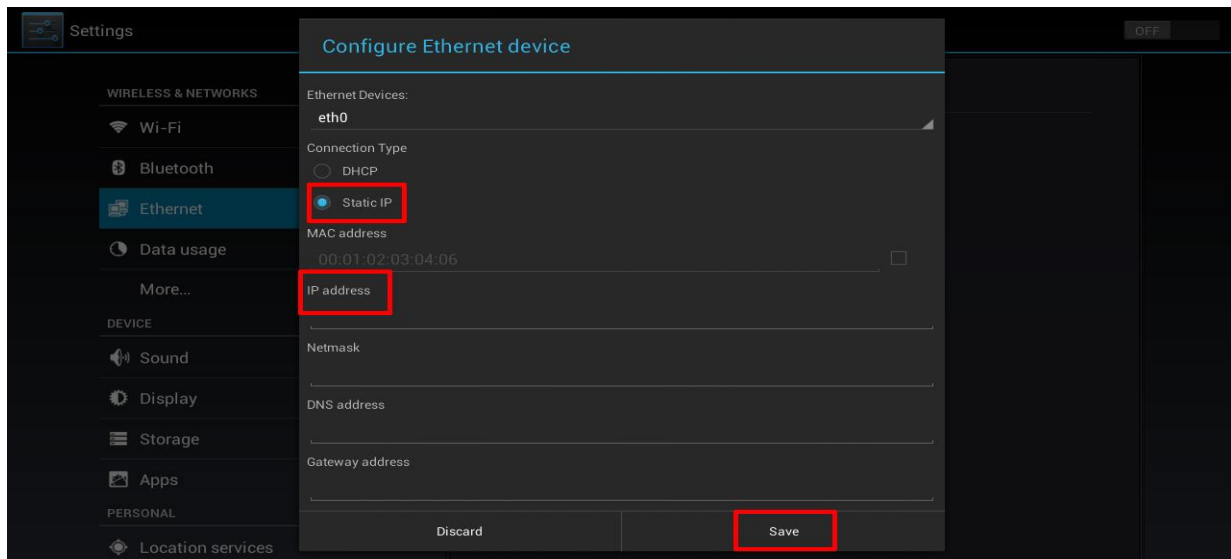 Settings
OFF
WIRELESS & NETWORKS
Wi-Fi
Bluetooth
Ethernet
Data usage
More...
DEVICE
Sound
Display
Storage
Apps
PERSONAL
Location services
Configure Ethernet device
Ethernet Devices:
eth0
Connection Type
DHCP
Static IP
MAC address
00:01:02:03:04:06
IP address
Netmask
DNS address
Gateway address
Discard
Save